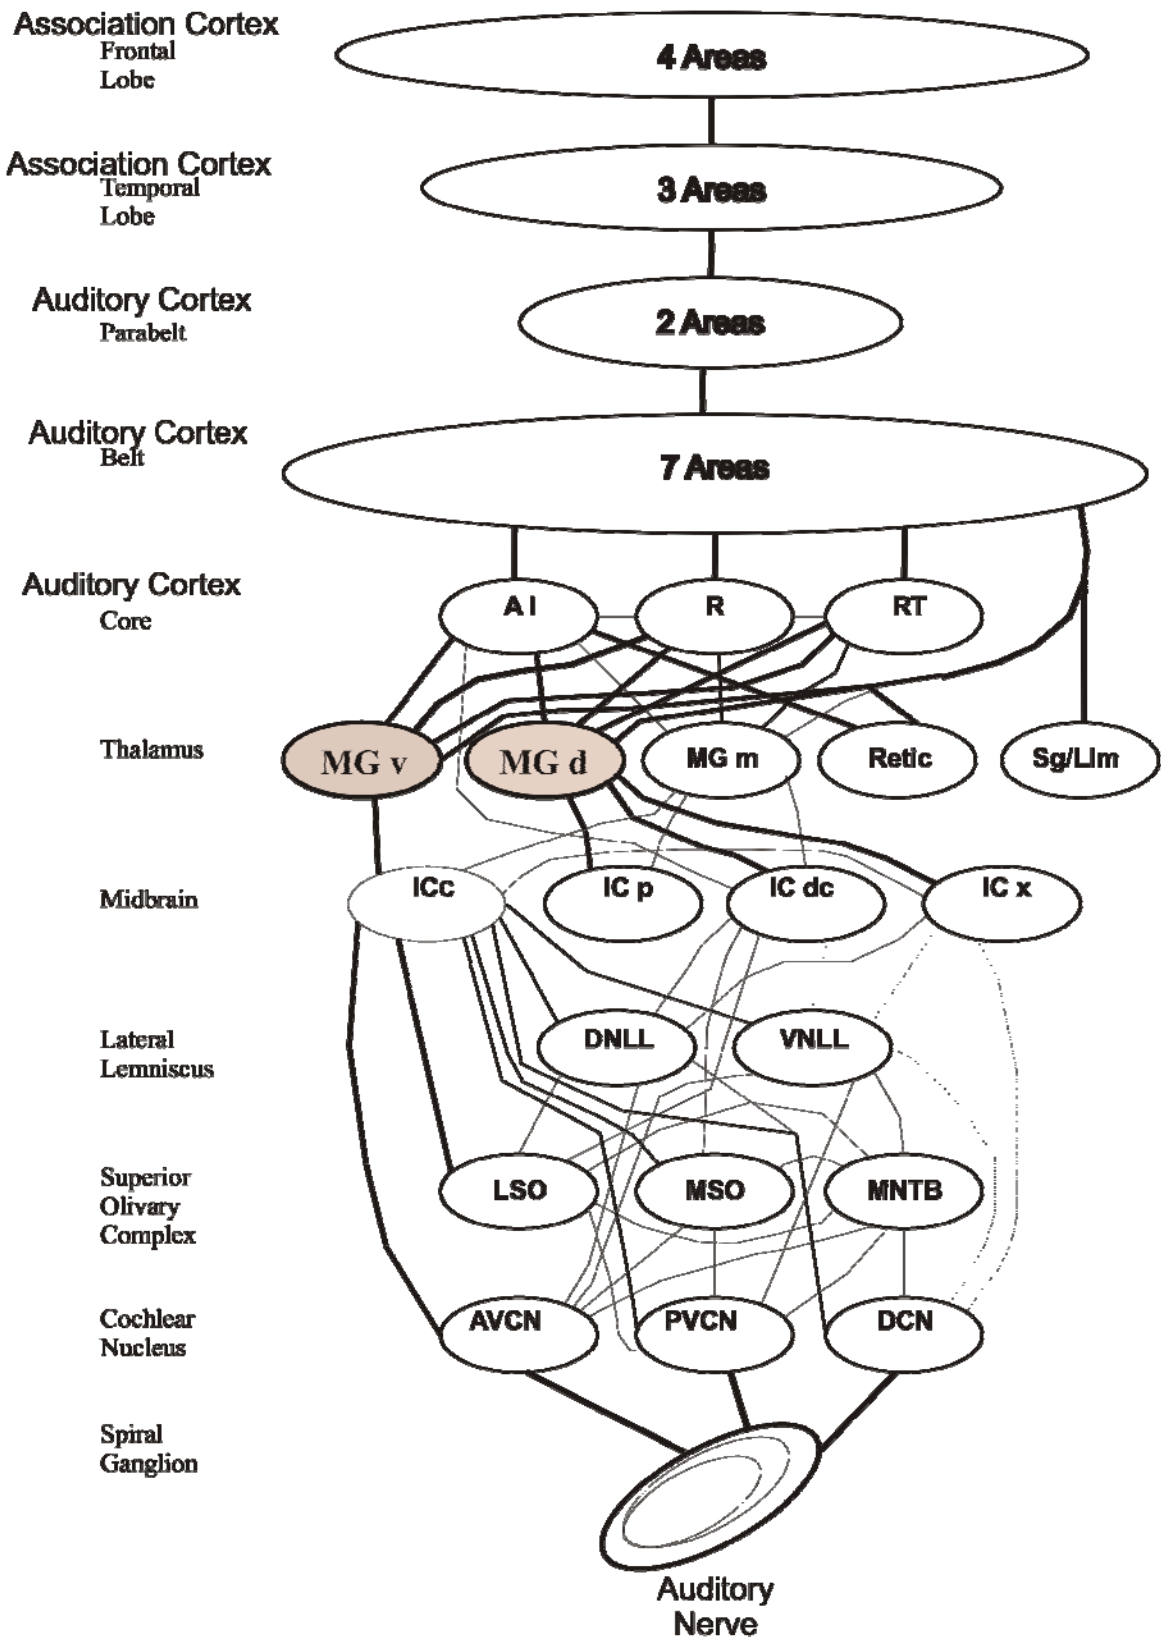 Association Cortex
Frontal
Lobe
4 Areas
Association Cortex
Temporal
Lobe
3 Areas
Auditory Cortex
Parabelt
2 Areas
Auditory Cortex
Belt
7 Areas
Auditory Cortex
Core
A I
R
RT
Thalamus
MG v
MG d
MG m
Retic
Sg/LIm
Midbrain
ICc
IC p
IC dc
IC x
Lateral
Lemniscus
DNLL
VNLL
Superior
Olivary
Complex
LSO
MSO
MNTB
Cochlear
Nucleus
AVCN
PVCN
DCN
Spiral
Ganglion
Auditory
Nerve